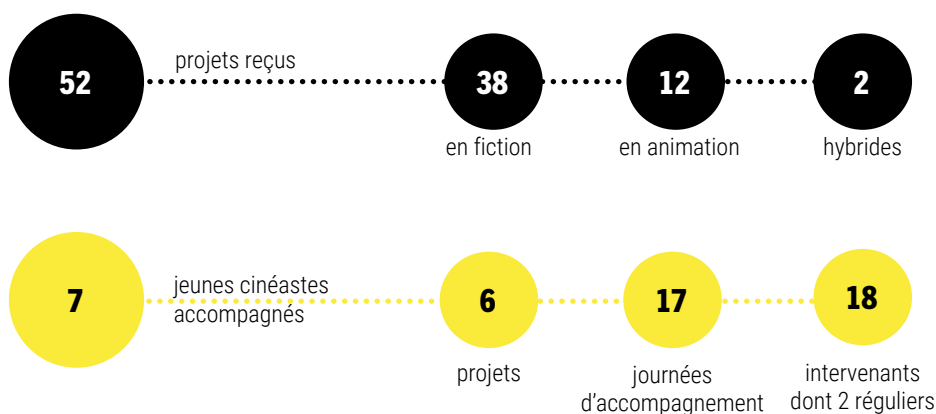 52
projets reçus
38
en fiction
12
en animation
2
hybrides
7
jeunes cinéastes
accompagnés
6
projets
17
journées
d'accompagnement
18
intervenants
dont 2 réguliers